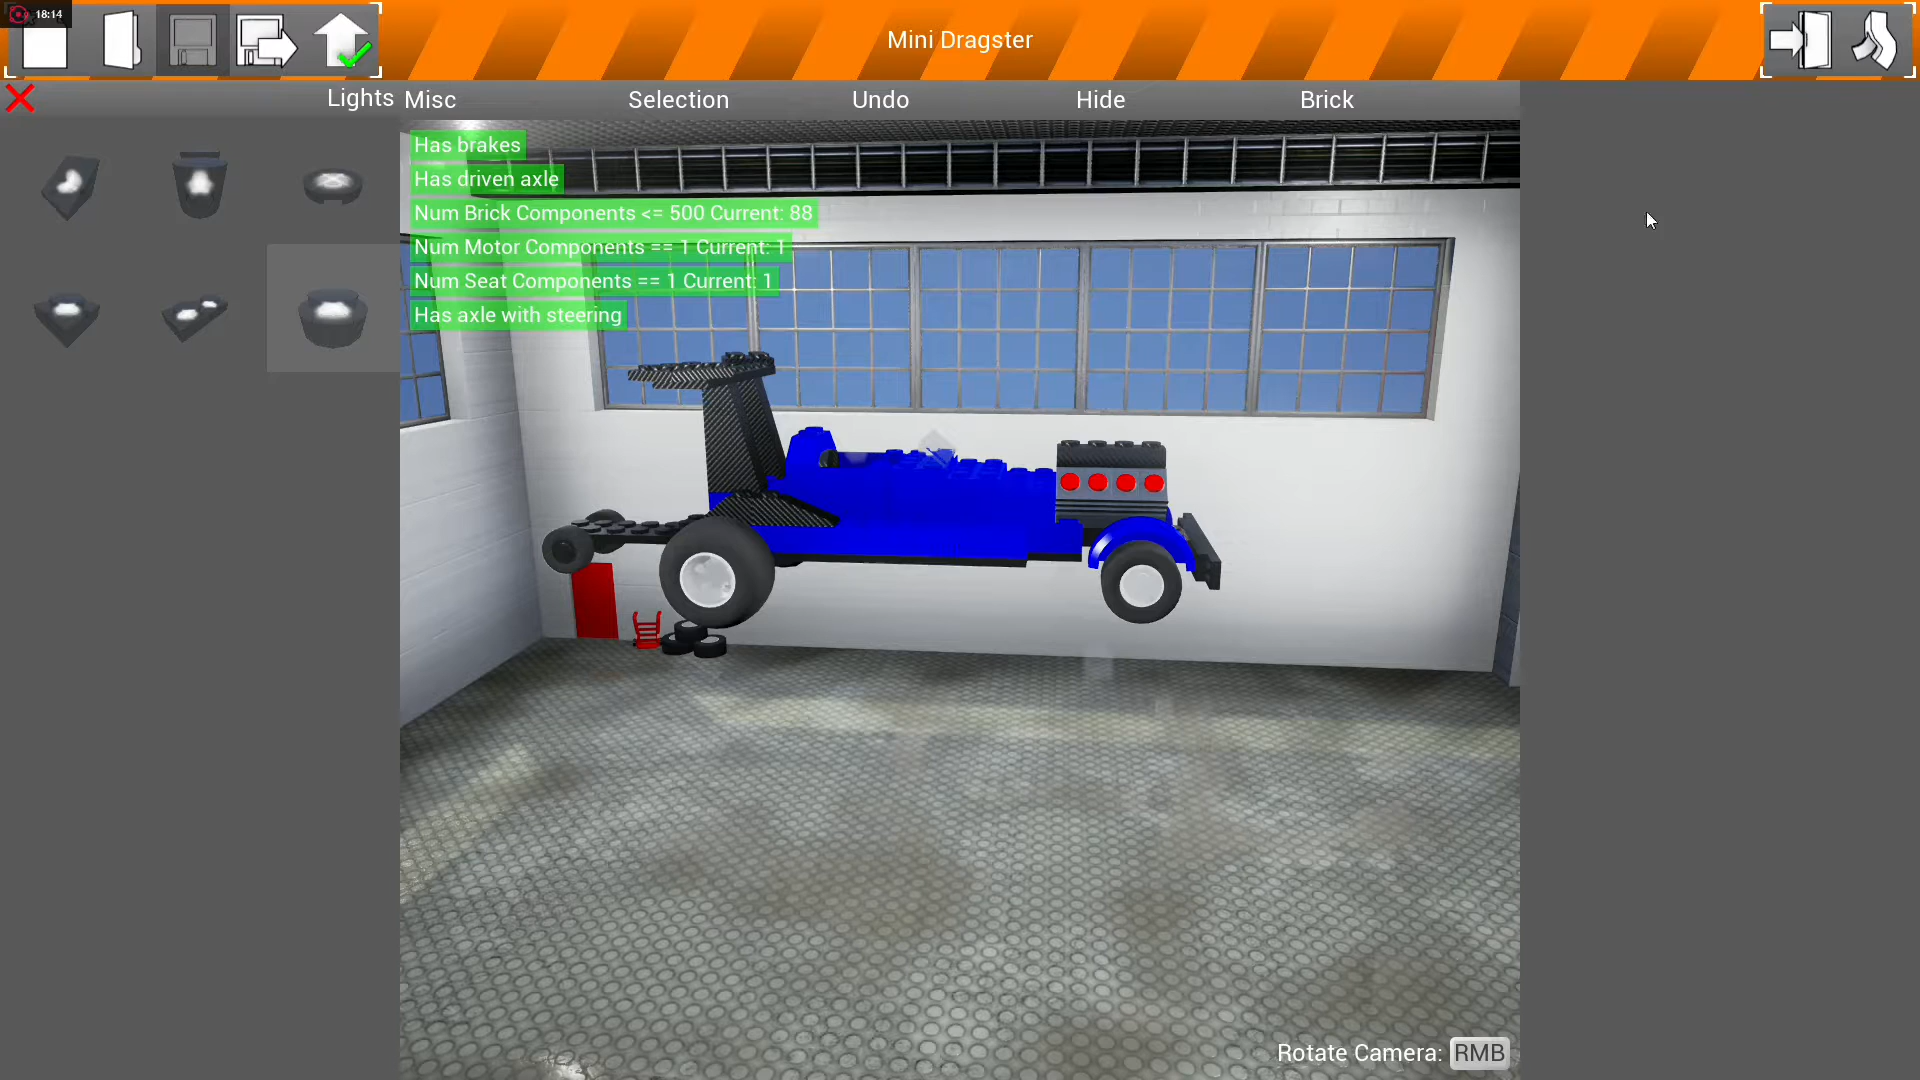 18:14
Mini Dragster
Lights Misc Selection Undo Hide Brick
Has brakes
Has driven axle
Num Brick Components <= 500 Current: 88
Num Motor Components == 1 Current: 1
Num Seat Components == 1 Current: 1
Has axle with steering
Rotate Camera: RMB